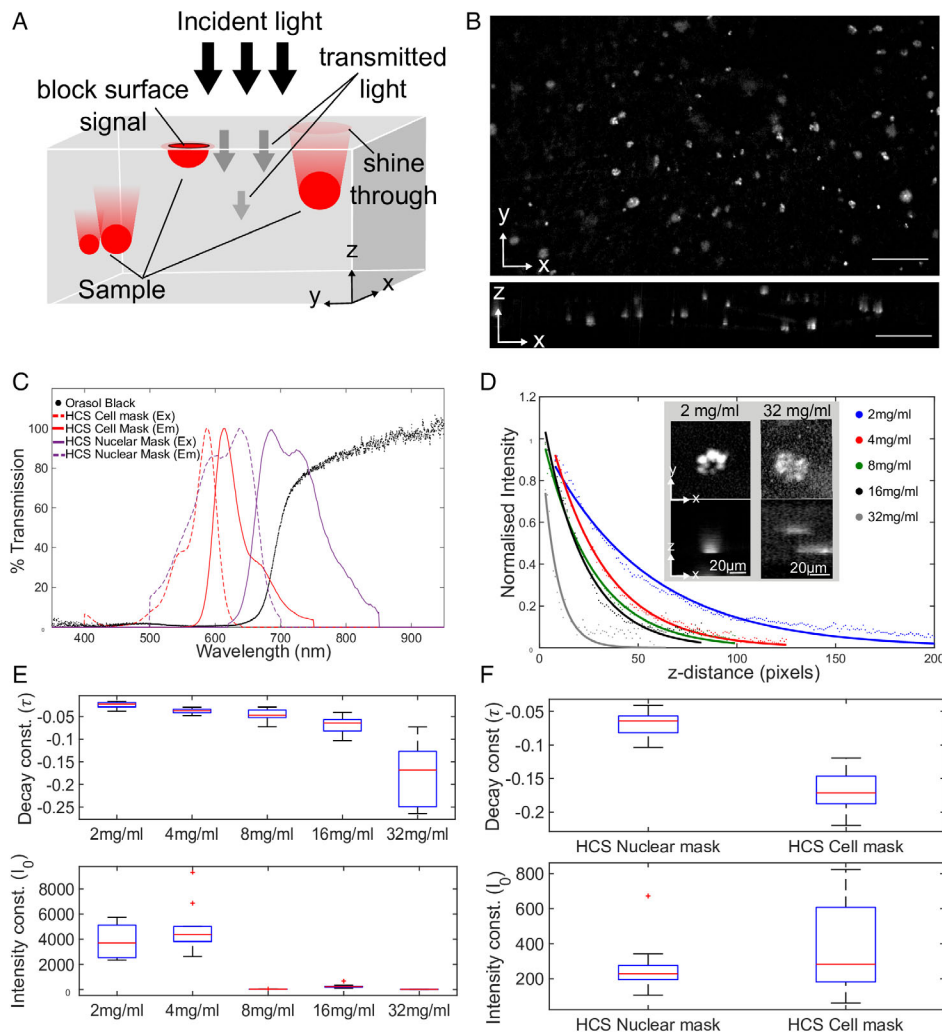 A
Incident light
block surface
signal
transmitted
light
shine
through
Sample
z
y
x
B
y
x
z
x
C
% Transmission
100
80
60
40
20
0
Orasol Black
HCS Cell mask (Ex)
HCS Cell Mask (Em)
HCS Nucelar Mask (Ex)
HCS Nuclear Mask (Em)
400 500 600 700 800 900
Wavelength (nm)
D
Normalised Intensity
1.2
1
0.8
0.6
0.4
0.2
0
2 mg/ml 32 mg/ml
y
x
z
x
20µm 20µm
2mg/ml
4mg/ml
8mg/ml
16mg/ml
32mg/ml
0 50 100 150 200
z-distance (pixels)
E
Decay const. (τ)
-0.05
-0.1
-0.15
-0.2
-0.25
2mg/ml 4mg/ml 8mg/ml 16mg/ml 32mg/ml
Intensity const. (I_0)
8000
6000
4000
2000
0
2mg/ml 4mg/ml 8mg/ml 16mg/ml 32mg/ml
F
Decay const (τ)
-0.05
-0.1
-0.15
-0.2
HCS Nuclear mask HCS Cell mask
Intensity const. (I_0)
800
600
400
200
HCS Nuclear mask HCS Cell mask